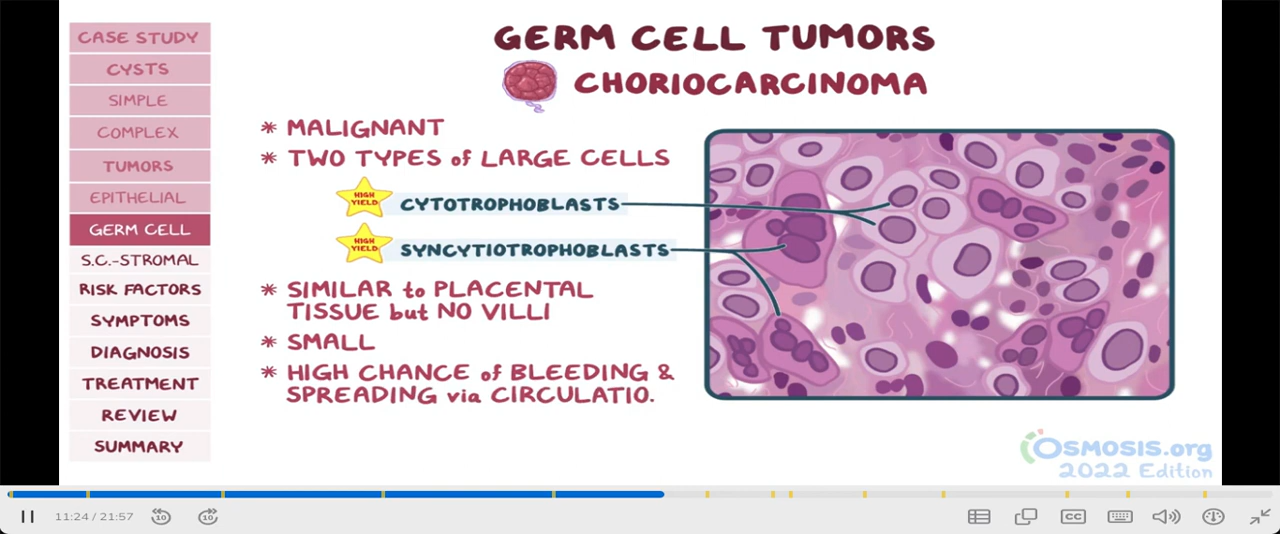 CASE STUDY
CYSTS
SIMPLE
COMPLEX
TUMORS
EPITHELIAL
GERM CELL
S.C.-STROMAL
RISK FACTORS
SYMPTOMS
DIAGNOSIS
TREATMENT
REVIEW
SUMMARY
GERM CELL TUMORS
CHORIOCARCINOMA
* MALIGNANT
* TWO TYPES of LARGE CELLS
HIGH
YIELD
CYTOTROPHOBLASTS
HIGH
YIELD
SYNCYTIOTROPHOBLASTS
* SIMILAR to PLACENTAL
TISSUE but NO VILLI
* SMALL
* HIGH CHANCE of BLEEDING &
SPREADING via CIRCULATIO.
OSMOSIS.org
2022 Edition
11:24 / 21:57
10
10
CC